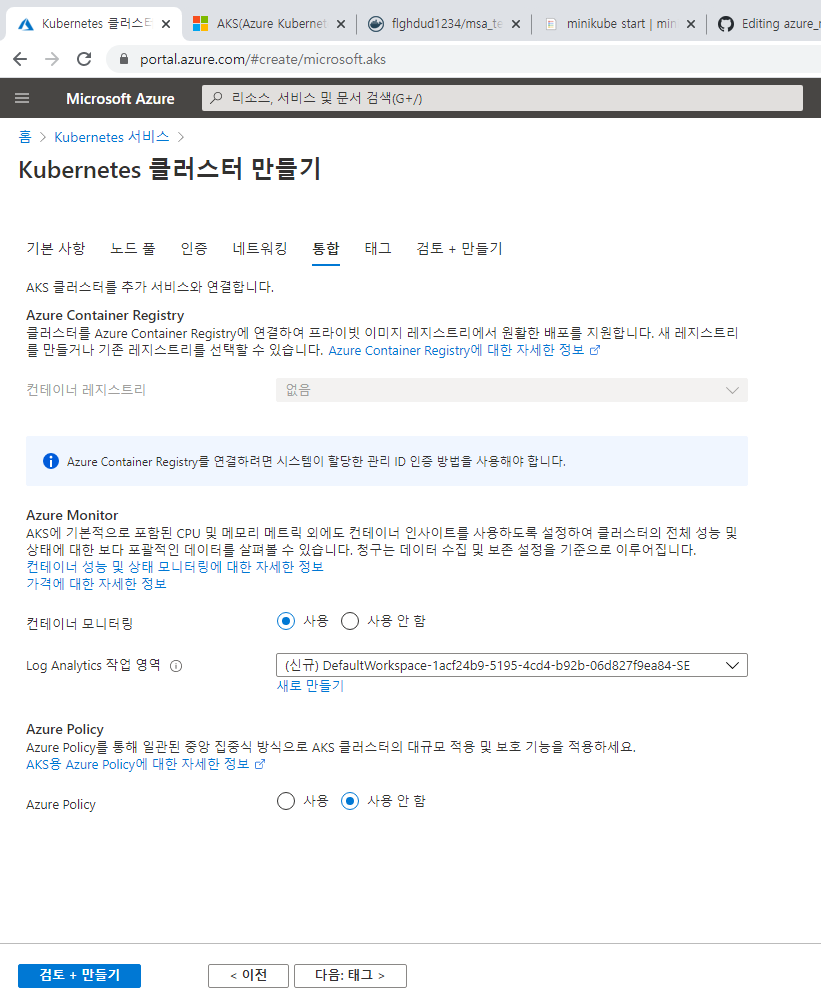 Kubernetes 클러스터
AKS(Azure Kubernet
flghdud1234/msa_te
minikube start | min
Editing azure_
portal.azure.com/#create/microsoft.aks
Microsoft Azure
리소스, 서비스 및 문서 검색(G+/)
홈 > Kubernetes 서비스 >
Kubernetes 클러스터 만들기
기본 사항 노드 풀 인증 네트워킹 통합 태그 검토 + 만들기
AKS 클러스터를 추가 서비스와 연결합니다.
Azure Container Registry
클러스터를 Azure Container Registry에 연결하여 프라이빗 이미지 레지스트리에서 원활한 배포를 지원합니다. 새 레지스트리
를 만들거나 기존 레지스트리를 선택할 수 있습니다. Azure Container Registry에 대한 자세한 정보
컨테이너 레지스트리 없음
Azure Container Registry를 연결하려면 시스템이 할당한 관리 ID 인증 방법을 사용해야 합니다.
Azure Monitor
AKS에 기본적으로 포함된 CPU 및 메모리 메트릭 외에도 컨테이너 인사이트를 사용하도록 설정하여 클러스터의 전체 성능 및
상태에 대한 보다 포괄적인 데이터를 살펴볼 수 있습니다. 청구는 데이터 수집 및 보존 설정을 기준으로 이루어집니다.
컨테이너 성능 및 상태 모니터링에 대한 자세한 정보
가격에 대한 자세한 정보
컨테이너 모니터링 사용 사용 안 함
Log Analytics 작업 영역 (신규) DefaultWorkspace-1acf24b9-5195-4cd4-b92b-06d827f9ea84-SE
새로 만들기
Azure Policy
Azure Policy를 통해 일관된 중앙 집중식 방식으로 AKS 클러스터의 대규모 적용 및 보호 기능을 적용하세요.
AKS용 Azure Policy에 대한 자세한 정보
Azure Policy 사용 사용 안 함
검토 + 만들기 < 이전 다음: 태그 >